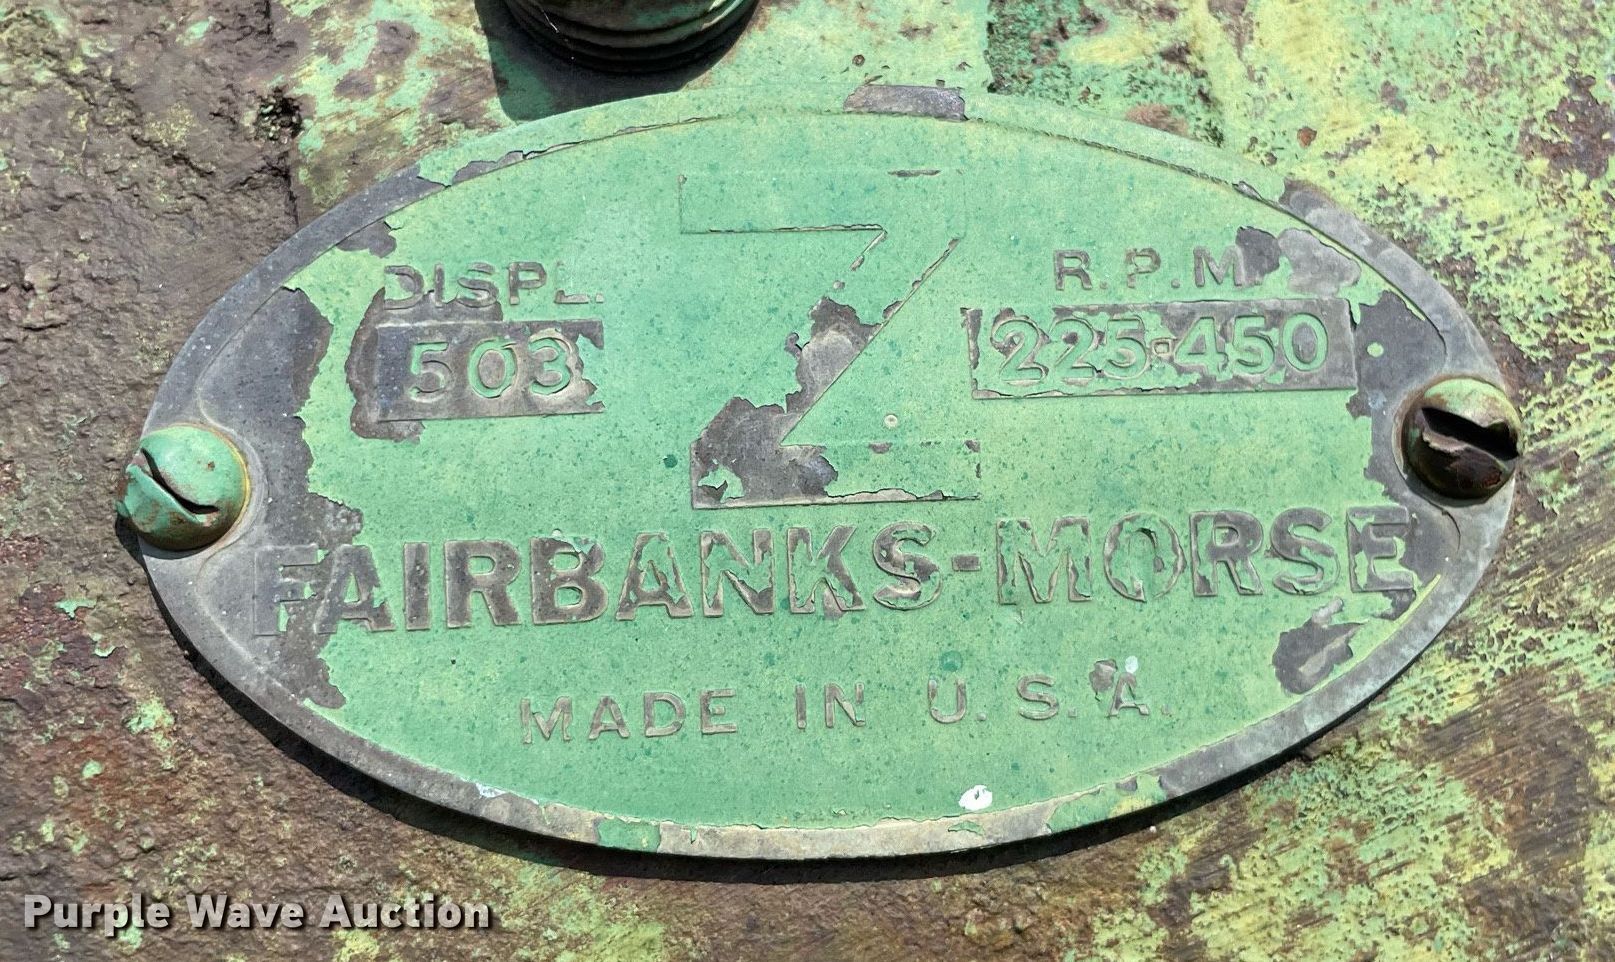 Z
DISPL.
503
R.P.M.
225-450
FAIRBANKS-MORSE
MADE IN U.S.A.
Purple Wave Auction